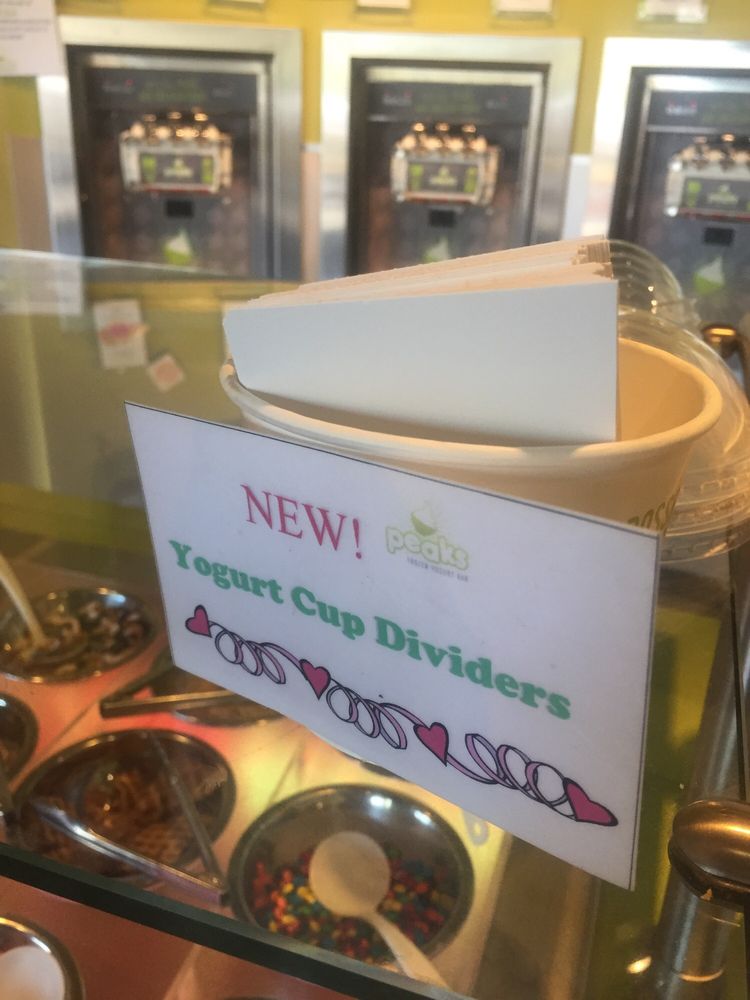 NEW!
peaks
FROZEN YOGURT BAR
Yogurt Cup Dividers